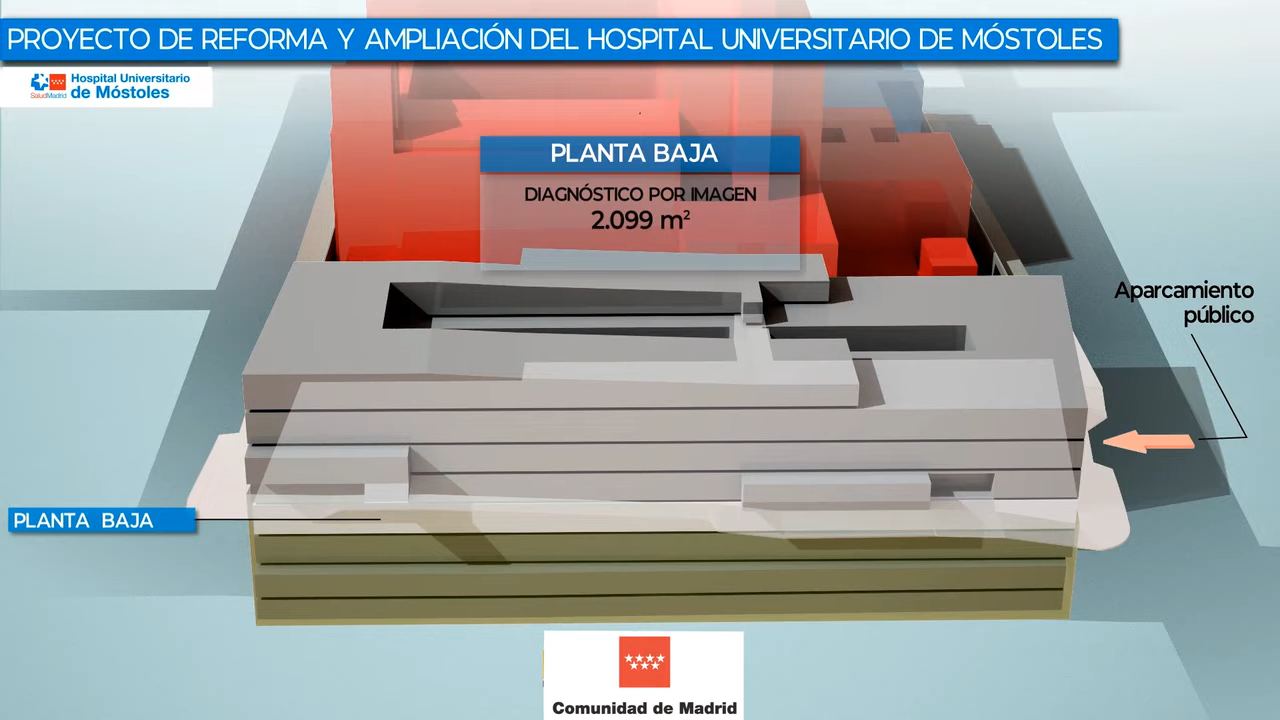 PROYECTO DE REFORMA Y AMPLIACIÓN DEL HOSPITAL UNIVERSITARIO DE MÓSTOLES
SaludMadrid
Hospital Universitario
de Móstoles
PLANTA BAJA
DIAGNÓSTICO POR IMAGEN
2.099 m²
Aparcamiento
público
PLANTA BAJA
Comunidad de Madrid